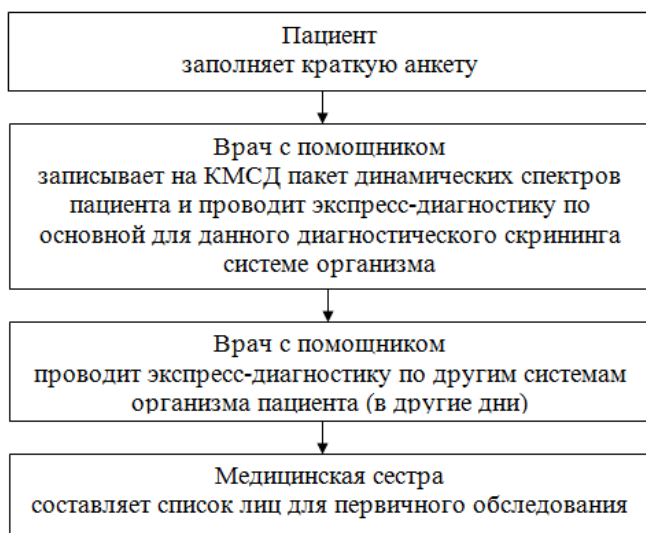 Пациент
заполняет краткую анкету
Врач с помощником
записывает на КМСД пакет динамических спектров
пациента и проводит экспресс-диагностику по
основной для данного диагностического скрининга
системе организма
Врач с помощником
проводит экспресс-диагностику по другим системам
организма пациента (в другие дни)
Медицинская сестра
составляет список лиц для первичного обследования